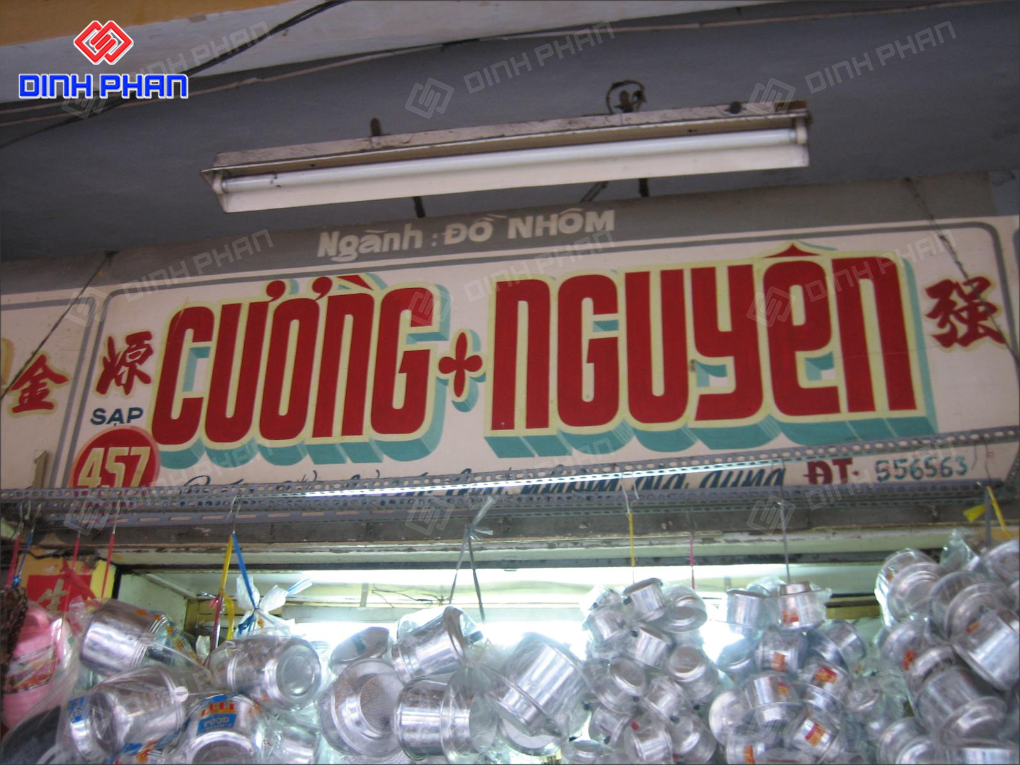 DINH PHAN
Ngành: ĐỒ NHÔM
CƯỜNG + NGUYÊN
源
强
金
SẠP
457
ĐT: 556563